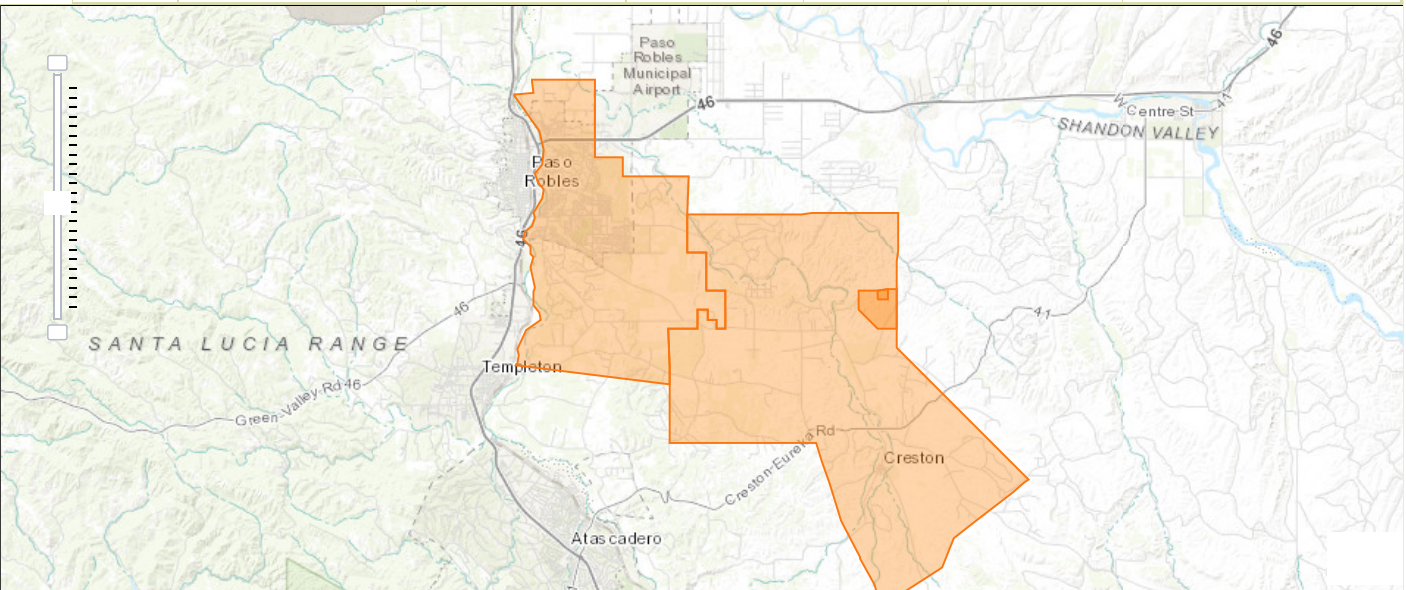 46
Paso
Robles
Municipal
Airport
46
W
Centre St
41
SHANDON VALLEY
Paso
Robles
46
46
41
SANTA LUCIA RANGE
Templeton
Green Valley Rd 46
Creston-Eureka Rd
Creston
Atascadero